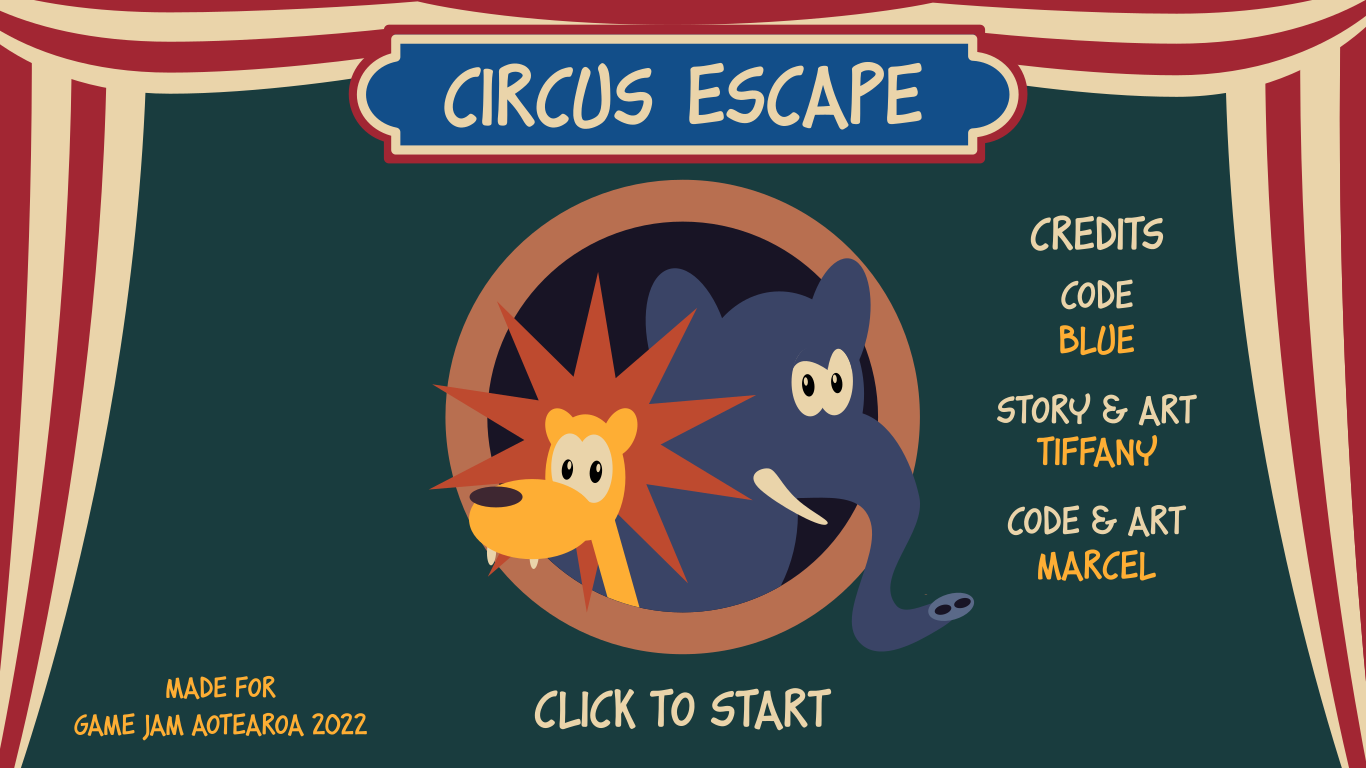 CIRCUS ESCAPE
CREDITS
CODE
BLUE
STORY & ART
TIFFANY
CODE & ART
MARCEL
MADE FOR
GAME JAM AOTEAROA 2022
CLICK TO START